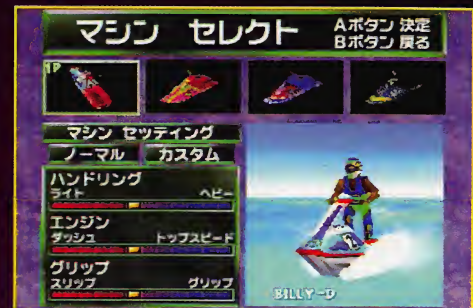 マシン セレクト
Aボタン 決定
Bボタン 戻る
1P
マシン セッティング
ノーマル カスタム
ハンドリング
ライト ヘビー
エンジン
ダッシュ トップスピード
グリップ
スリップ グリップ
2
BILLY-D